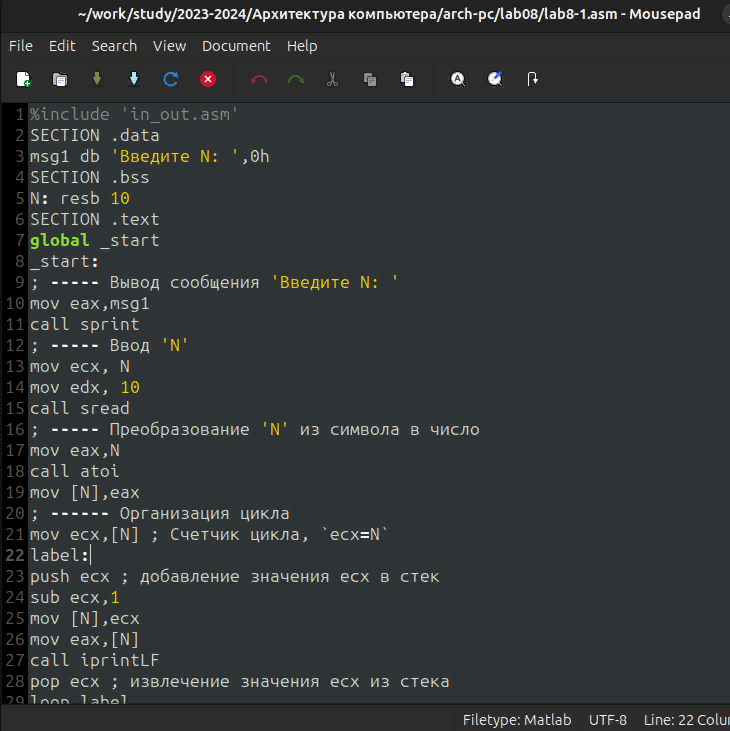 ~/work/study/2023-2024/Архитектура компьютера/arch-pc/lab08/lab8-1.asm - Mousepad
File Edit Search View Document Help
1 %include 'in_out.asm'
2 SECTION .data
3 msg1 db 'Введите N: ',0h
4 SECTION .bss
5 N: resb 10
6 SECTION .text
7 global _start
8 _start:
9 ; ----- Вывод сообщения 'Введите N: '
10 mov eax,msg1
11 call sprint
12 ; ----- Ввод 'N'
13 mov ecx, N
14 mov edx, 10
15 call sread
16 ; ----- Преобразование 'N' из символа в число
17 mov eax,N
18 call atoi
19 mov [N],eax
20 ; ------ Организация цикла
21 mov ecx,[N] ; Счетчик цикла, `ecx=N`
22 label:
23 push ecx ; добавление значения ecx в стек
24 sub ecx,1
25 mov [N],ecx
26 mov eax,[N]
27 call iprintLF
28 pop ecx ; извлечение значения ecx из стека
29 loop label
Filetype: Matlab UTF-8 Line: 22 Colu